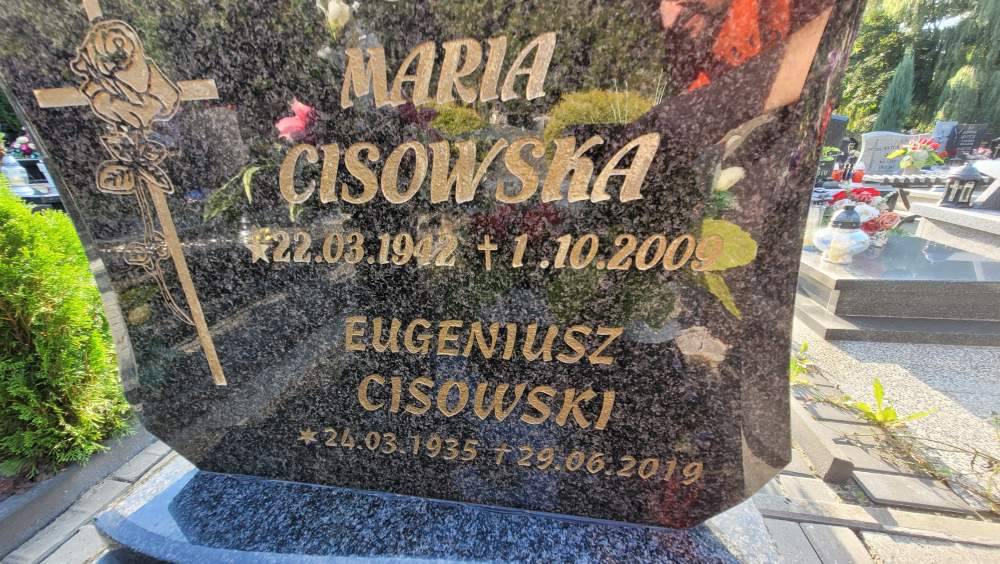 MARIA
CISOWSKA
★22.03.1942 †1.10.2009
EUGENIUSZ
CISOWSKI
★24.03.1935 †29.06.2019